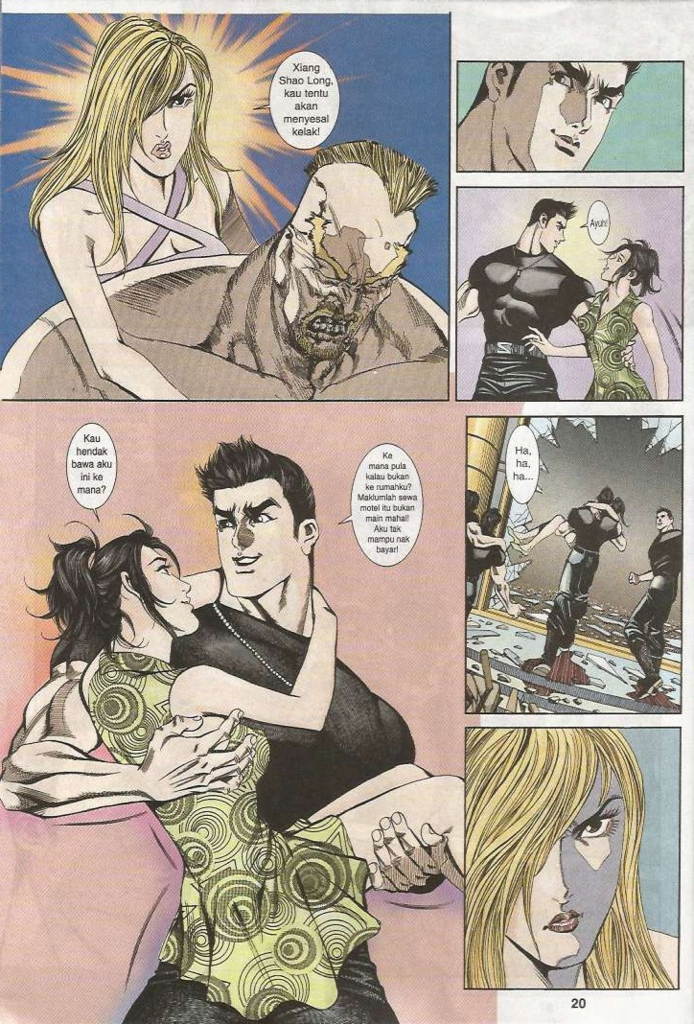 Xiang
Shao Long,
kau tentu
akan
menyesal
kelak!
Ayuh!
Kau
hendak
bawa aku
ini ke
mana?
Ke
mana pula
kalau bukan
ke rumahku?
Maklumlah sewa
motel itu bukan
main mahal! Aku tak
mampu nak
bayar!
Ha,
ha,
ha...
20